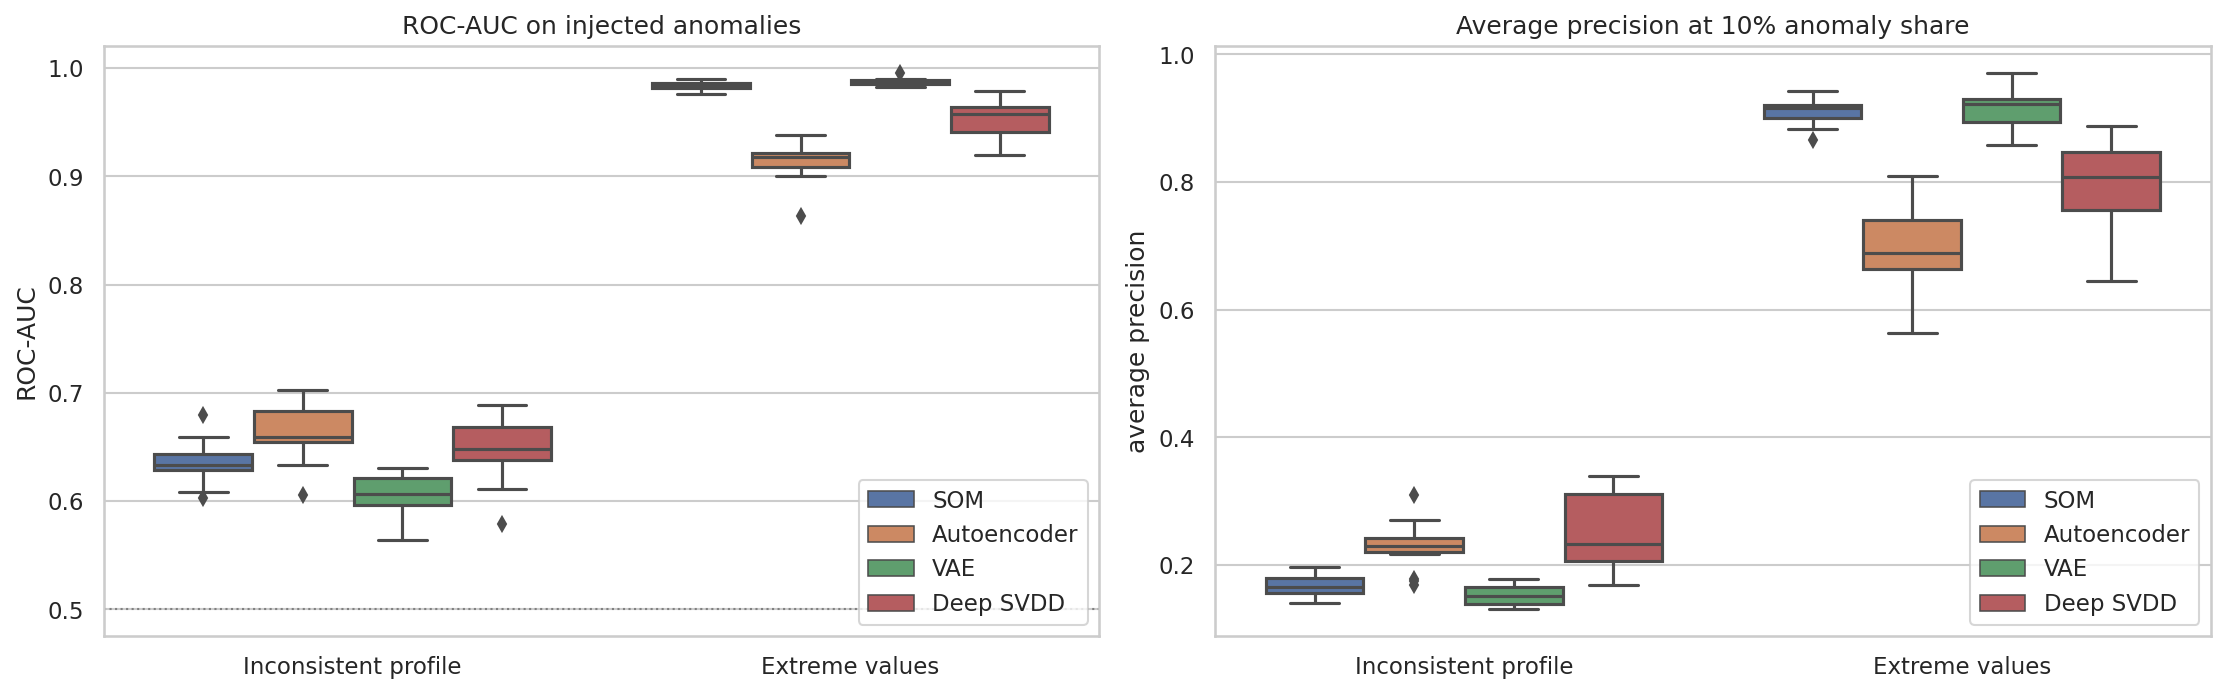 ROC-AUC on injected anomalies
ROC-AUC
1.0
0.9
0.8
0.7
0.6
0.5
Inconsistent profile
Extreme values
SOM
Autoencoder
VAE
Deep SVDD
Average precision at 10% anomaly share
average precision
1.0
0.8
0.6
0.4
0.2
Inconsistent profile
Extreme values
SOM
Autoencoder
VAE
Deep SVDD